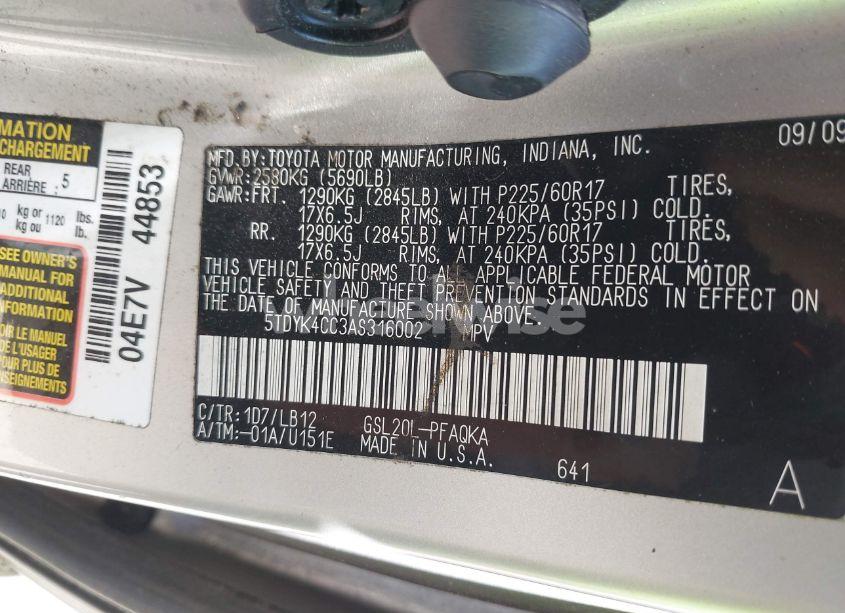 MATION
CHARGEMENT
REAR
ARRIÈRE 5
kg or 1120 lbs.
kg ou lb.
SEE OWNER'S
MANUAL FOR
ADDITIONAL
INFORMATION
DE L'USAGER
POUR PLUS DE
ENSEIGNEMENTS
04E7V 44853
09/09
MFD.BY:TOYOTA MOTOR MANUFACTURING, INDIANA, INC.
GVWR:2580KG (5690LB)
GAWR:FRT. 1290KG (2845LB) WITH P225/60R17 TIRES,
17X6.5J RIMS, AT 240KPA (35PSI) COLD.
RR. 1290KG (2845LB) WITH P225/60R17 TIRES,
17X6.5J RIMS, AT 240KPA (35PSI) COLD.
THIS VEHICLE CONFORMS TO ALL APPLICABLE FEDERAL MOTOR
VEHICLE SAFETY AND THEFT PREVENTION STANDARDS IN EFFECT ON
THE DATE OF MANUFACTURE SHOWN ABOVE.
5TDYK4CC3AS316002 MPV
C/TR:1D7/LB12 GSL20L-PFAQKA
A/TM:-01A/U151E MADE IN U.S.A.
641
A